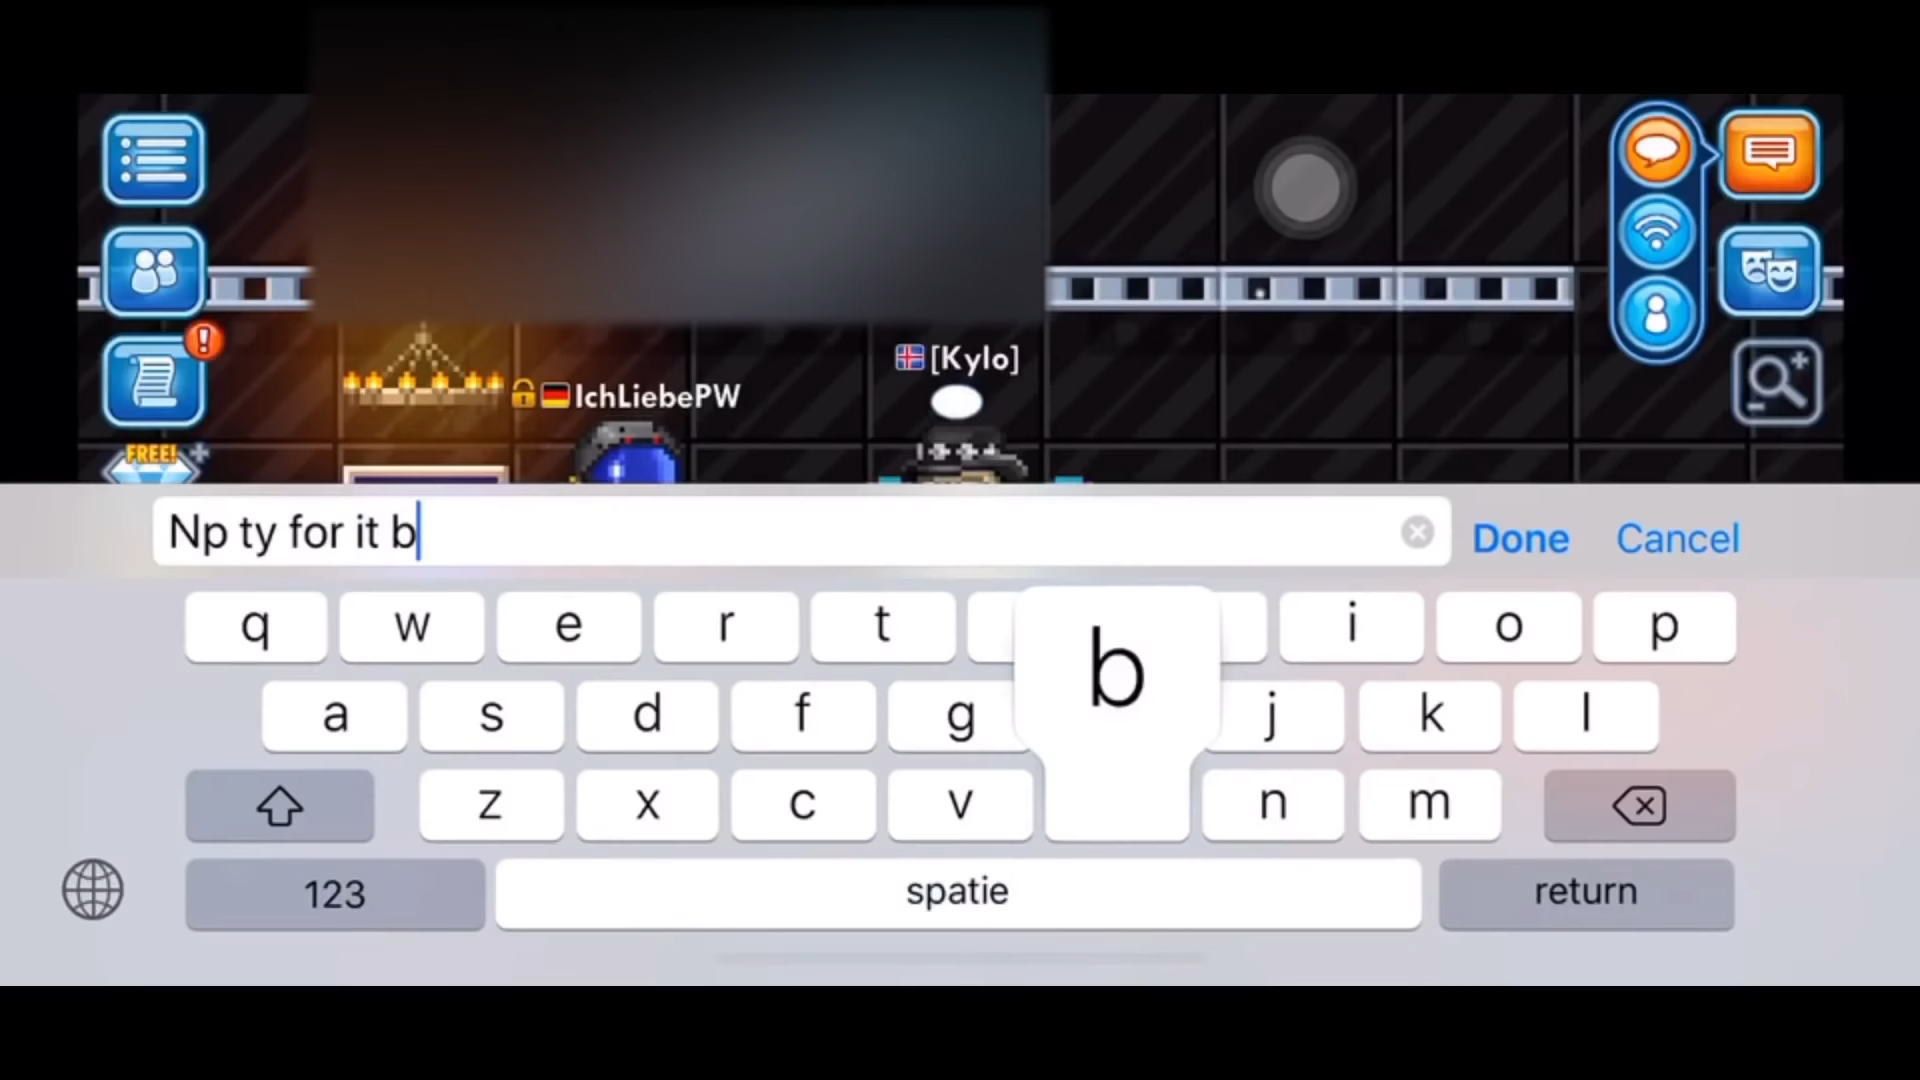 [Kylo]
IchLiebePW
FREE!
Np ty for it b
Done
Cancel
q w e r t i o p
a s d f g j k l
b
z x c v n m
123
spatie
return